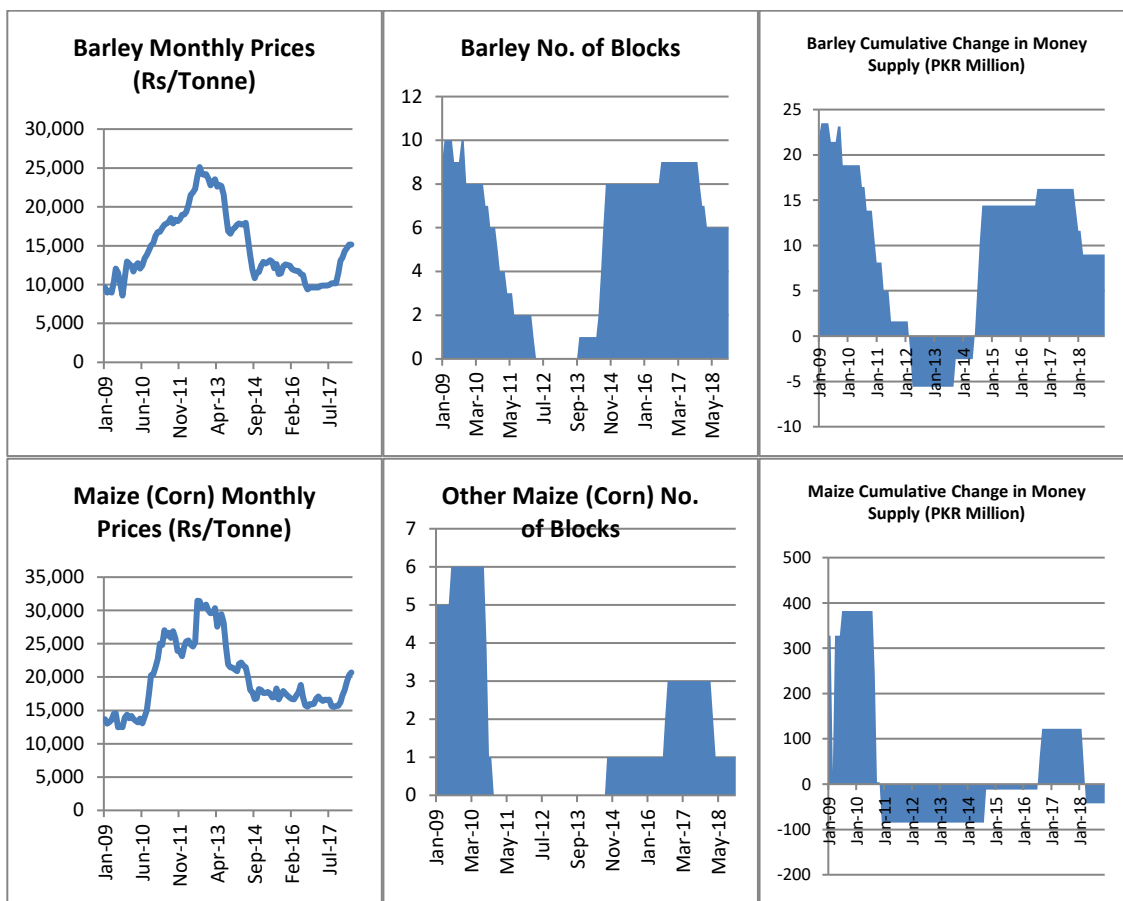 Barley Monthly Prices
(Rs/Tonne)
30,000
25,000
20,000
15,000
10,000
5,000
0
Jan-09
Jun-10
Nov-11
Apr-13
Sep-14
Feb-16
Jul-17
Barley No. of Blocks
12
10
8
6
4
2
0
Jan-09
Mar-10
May-11
Jul-12
Sep-13
Nov-14
Jan-16
Mar-17
May-18
Barley Cumulative Change in Money
Supply (PKR Million)
25
20
15
10
5
0
-5
-10
Jan-09
Jan-10
Jan-11
Jan-12
Jan-13
Jan-14
Jan-15
Jan-16
Jan-17
Jan-18
Maize (Corn) Monthly
Prices (Rs/Tonne)
35,000
30,000
25,000
20,000
15,000
10,000
5,000
0
Jan-09
Jun-10
Nov-11
Apr-13
Sep-14
Feb-16
Jul-17
Other Maize (Corn) No.
of Blocks
7
6
5
4
3
2
1
0
Jan-09
Mar-10
May-11
Jul-12
Sep-13
Nov-14
Jan-16
Mar-17
May-18
Maize Cumulative Change in Money
Supply (PKR Million)
500
400
300
200
100
0
-100
-200
Jan-09
Jan-10
Jan-11
Jan-12
Jan-13
Jan-14
Jan-15
Jan-16
Jan-17
Jan-18